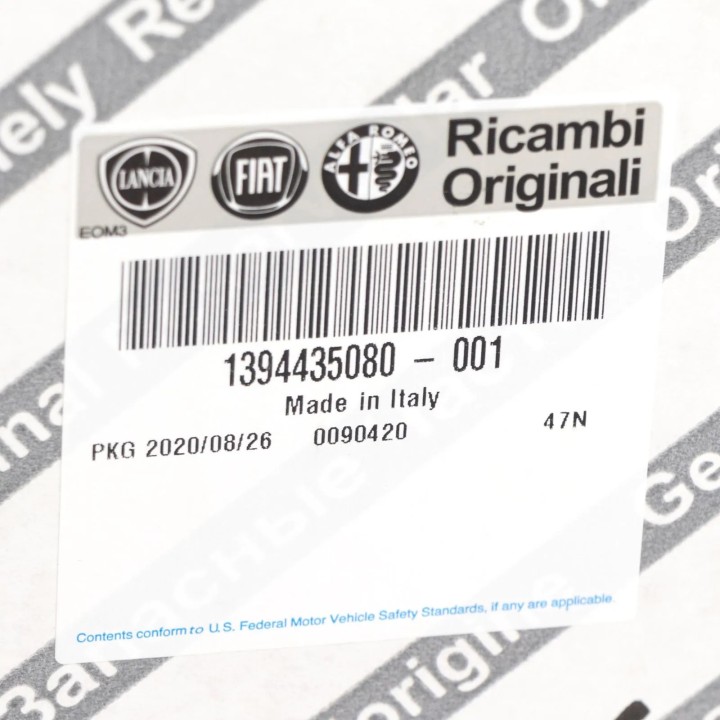 LANCIA
FIAT
ALFA ROMEO
Ricambi
Originali
EOM3
1394435080 - 001
Made in Italy
PKG 2020/08/26 0090420 47N
Contents conform to U.S. Federal Motor Vehicle Safety Standards, if any are applicable.